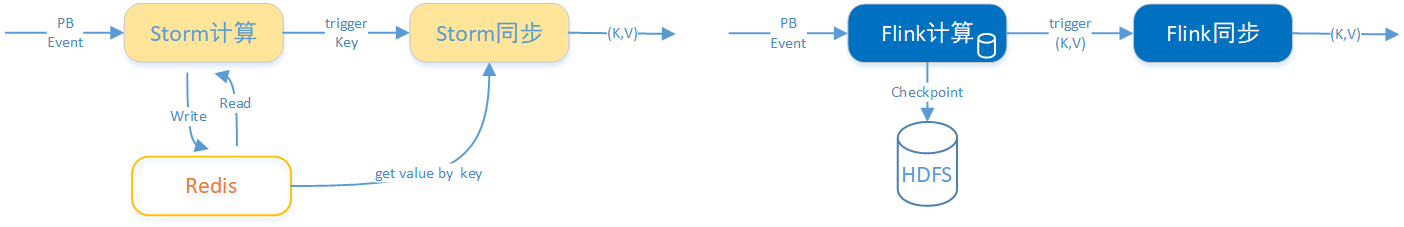 PB
Event
Storm计算
trigger
Key
Storm同步
(K,V)
Write
Read
Redis
get value by key
PB
Event
Flink计算
trigger
(K,V)
Flink同步
(K,V)
Checkpoint
HDFS